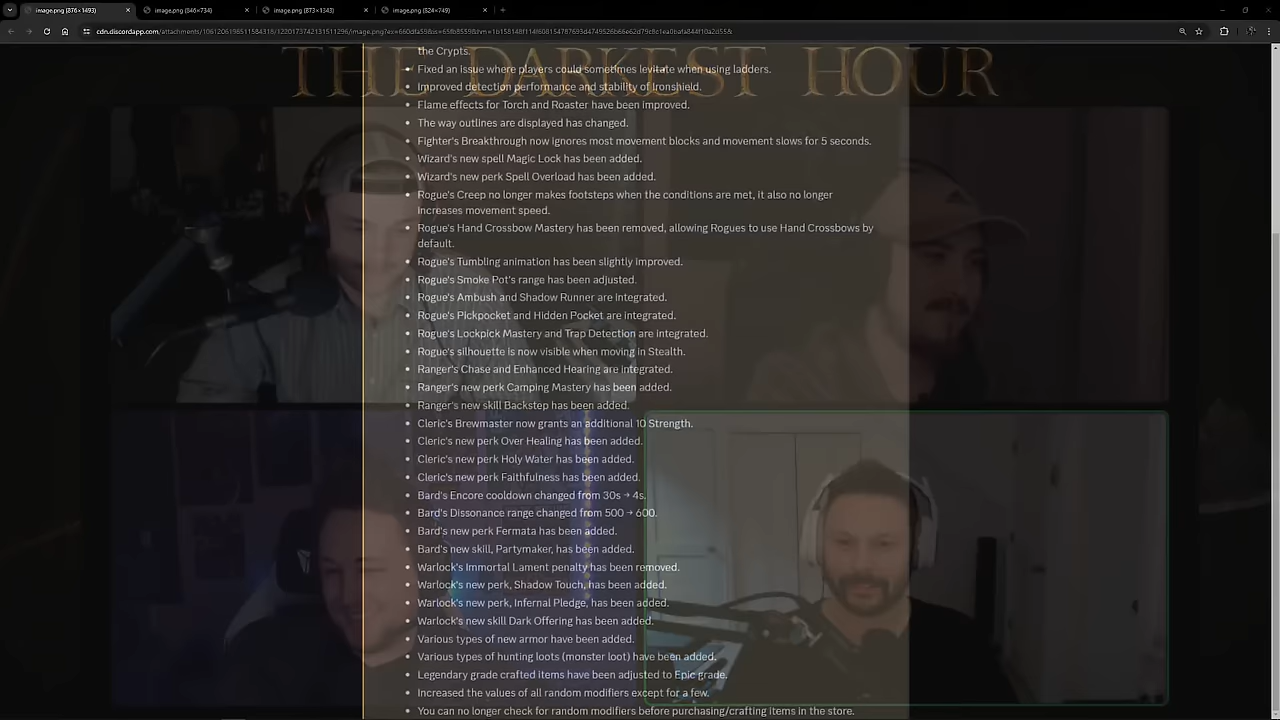 image.png (876×1493)
image.png (846×734)
image.png (873×1343)
image.png (824×749)
THE DARKEST HOUR
the Crypts.
Fixed an issue where players could sometimes levitate when using ladders.
Improved detection performance and stability of Ironshield.
Flame effects for Torch and Roaster have been improved.
The way outlines are displayed has changed.
Fighter's Breakthrough now ignores most movement blocks and movement slows for 5 seconds.
Wizard's new spell Magic Lock has been added.
Wizard's new perk Spell Overload has been added.
Rogue's Creep no longer makes footsteps when the conditions are met, it also no longer
increases movement speed.
Rogue's Hand Crossbow Mastery has been removed, allowing Rogues to use Hand Crossbows by
default.
Rogue's Tumbling animation has been slightly improved.
Rogue's Smoke Pot's range has been adjusted.
Rogue's Ambush and Shadow Runner are integrated.
Rogue's Pickpocket and Hidden Pocket are integrated.
Rogue's Lockpick Mastery and Trap Detection are integrated.
Rogue's silhouette is now visible when moving in Stealth.
Ranger's Chase and Enhanced Hearing are integrated.
Ranger's new perk Camping Mastery has been added.
Ranger's new skill Backstep has been added.
Cleric's Brewmaster now grants an additional 10 Strength.
Cleric's new perk Over Healing has been added.
Cleric's new perk Holy Water has been added.
Cleric's new perk Faithfulness has been added.
Bard's Encore cooldown changed from 30s → 4s.
Bard's Dissonance range changed from 500 → 600.
Bard's new perk Fermata has been added.
Bard's new skill, Partymaker, has been added.
Warlock's Immortal Lament penalty has been removed.
Warlock's new perk, Shadow Touch, has been added.
Warlock's new perk, Infernal Pledge, has been added.
Warlock's new skill Dark Offering has been added.
Various types of new armor have been added.
Various types of hunting loots (monster loot) have been added.
Legendary grade crafted items have been adjusted to Epic grade.
Increased the values of all random modifiers except for a few.
You can no longer check for random modifiers before purchasing/crafting items in the store.